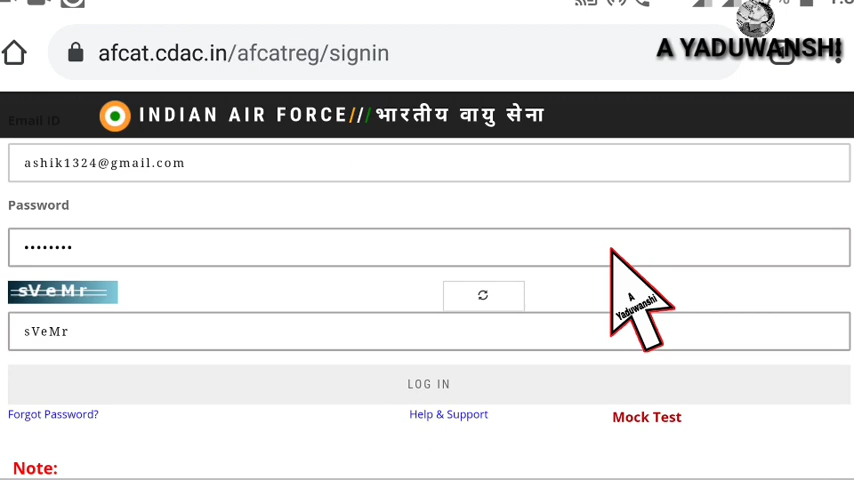 afcat.cdac.in/afcatreg/signin
A YADUWANSHI
INDIAN AIR FORCE//भारतीय वायु सेना
Email ID
ashik1324@gmail.com
Password
sVeMr
A
Yaduwanshi
sVeMr
LOG IN
Forgot Password?
Help & Support
Mock Test
Note: